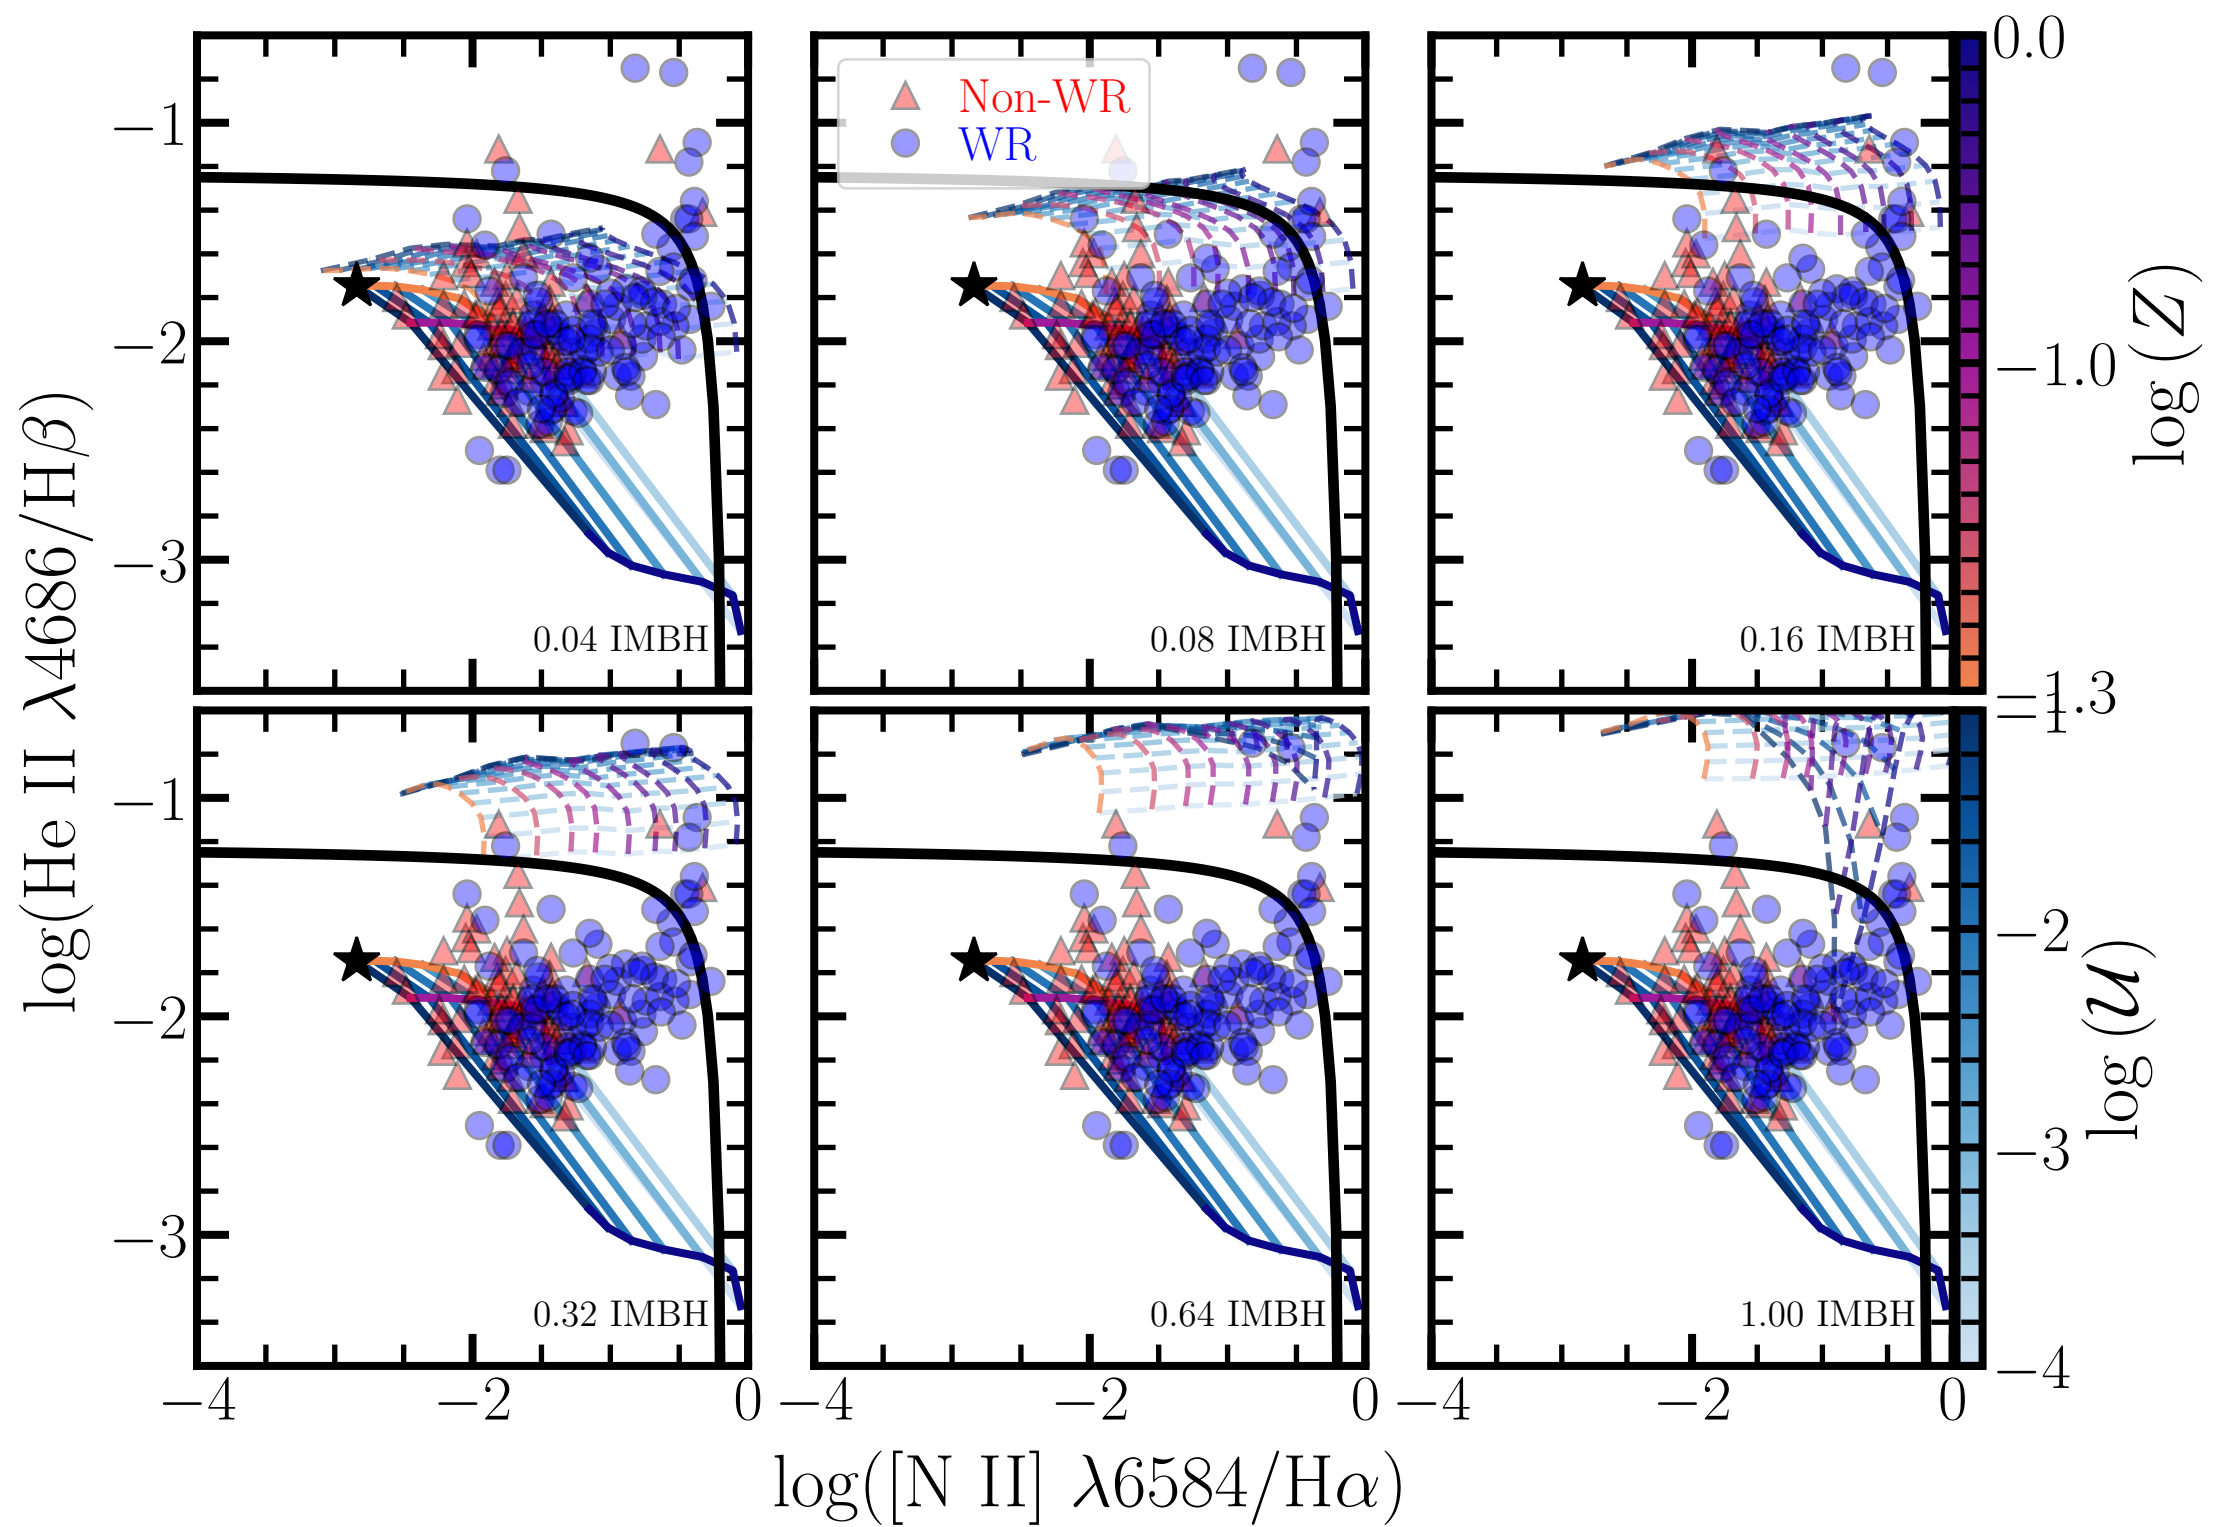 Non-WR
WR
−1
−2
−3
0.04 IMBH
0.08 IMBH
0.16 IMBH
0.0
−1.0
−1.3
log (Z)
log(He II λ4686/Hβ)
−1
−2
−3
0.32 IMBH
0.64 IMBH
1.00 IMBH
−1
−2
−3
−4
log (𝒰)
−4 −2 0
−4 −2 0
−4 −2 0
log([N II] λ6584/Hα)